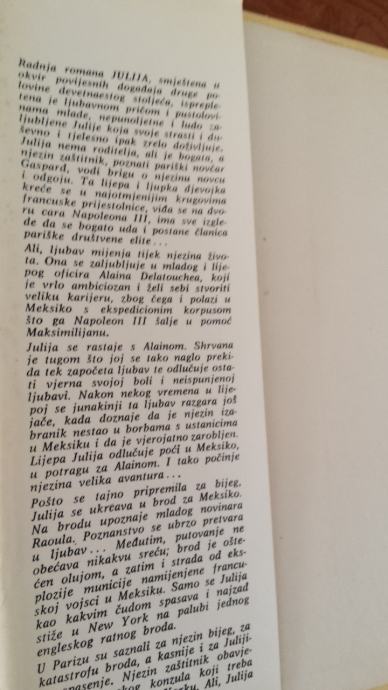 Radnja romana JULIJA, smještena u
okvir povijesnih događaja druge po-
lovine devetnaestog stoljeća, isprepле-
tena je ljubavnom pričom i pustolovi-
nama mlade, nepunoljetne i ludo za-
ljubljene Julije koja svoje strasti i du-
ševno i tjelesno ipak zrelo doživljuje.
Julija nema roditelja, ali je bogata, a
njezin zaštitnik, poznati pariški novčar
Gaspard, vodi brigu o njezinu novcu
i odgoju. Ta lijepa i ljupka djevojka
kreće se u najotmjenijim krugovima
francuske prijestolnice, viđa se na dvo-
ru cara Napoleona III, ima sve izgle-
de da se bogato uda i postane članica
pariške društvene elite...
Ali, ljubav mijenja tijek njezina živo-
ta. Ona se zaljubljuje u mladog i lije-
pog oficira Alaina Delatouchea, koji
je vrlo ambiciozan i želi sebi stvoriti
veliku karijeru, zbog čega i polazi u
Meksiko s ekspedicionim korpusom
što ga Napoleon III šalje u pomoć
Maksimilijanu.
Julija se rastaje s Alainom. Shrvana
je tugom što joj se tako naglo preki-
da tek započeta ljubav te odlučuje osta-
ti vjerna svojoj boli i neispunjenoj
ljubavi. Nakon nekog vremena u lije-
poj se junakinji ta ljubav razgara još
jače, kada doznaje da je njezin iza-
branik nestao u borbama s ustanicima
u Meksiku i da je vjerojatno zarobljen.
Lijepa Julija odlučuje poći u Meksiko,
u potragu za Alainom. I tako počinje
njezina velika avantura...
Pošto se tajno pripremila za bijeg,
Julija se ukreava u brod za Meksiko.
Na brodu upoznaje mladog novinara
Raoula. Poznanstvo se ubrzo pretvara
u ljubav... Međutim, putovanje ne
obećava nikakvu sreću; brod je ošte-
ćen olujom, a zatim i strada od eks-
plozije municije namijenjene francu-
skoj vojsci u Meksiku. Samo se Julija
kao kakvim čudom spasava i najzad
stiže u New York na palubi jednog
engleskog ratnog broda.
U Parizu su saznali za njezin bijeg, za
katastrofu broda, a kasnije i za Juliji-
spasenje. Njezin zaštitnik obavje-
skog konzula koji treba
Ali, Julija